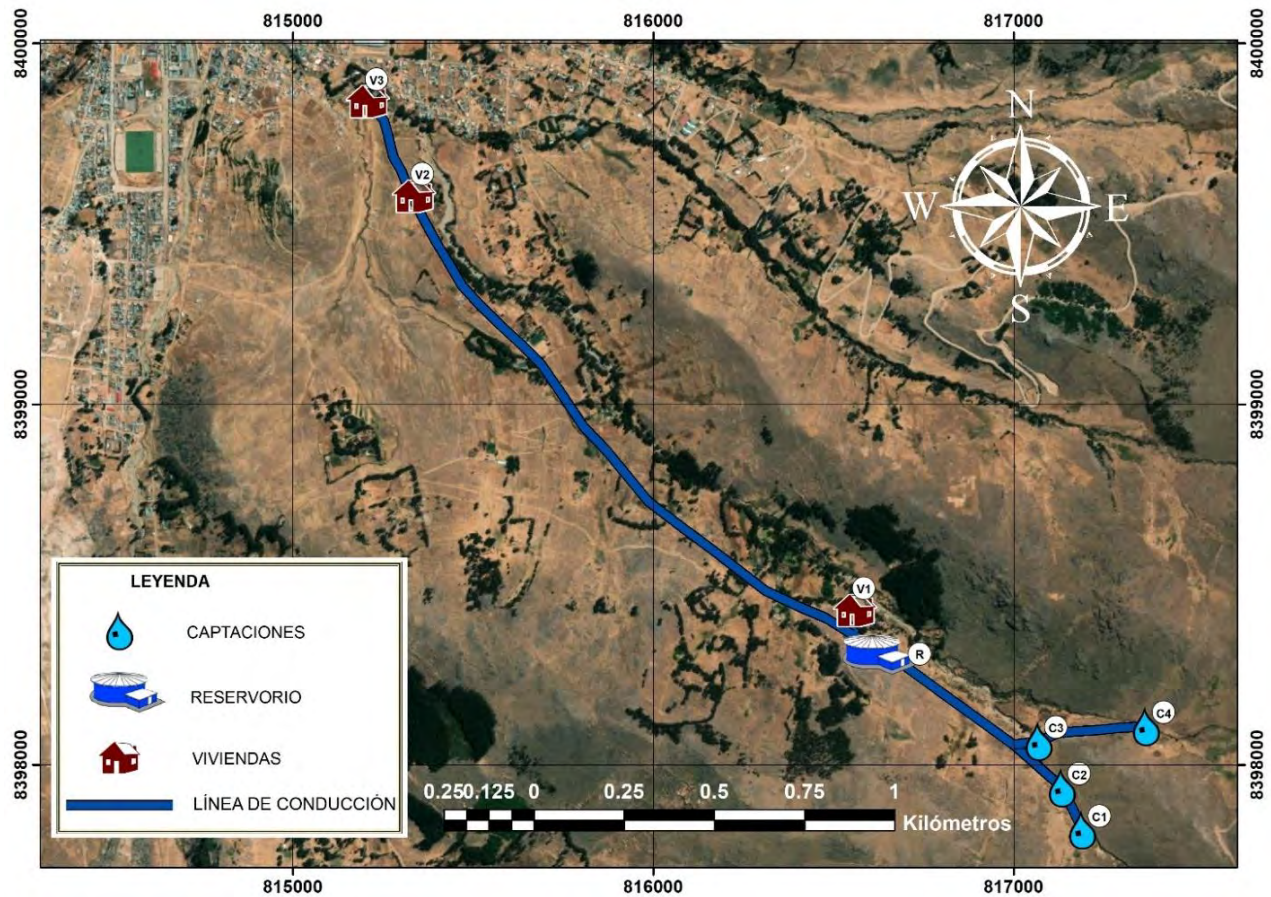 815000 816000 817000
8400000 8400000
V3
N
V2
W E
S
8399000 8399000
V1
R
LEYENDA
CAPTACIONES
RESERVORIO
VIVIENDAS
LÍNEA DE CONDUCCIÓN
C4
C3
8398000 8398000
C2
C1
0.25 0.125 0 0.25 0.5 0.75 1
Kilómetros
815000 816000 817000